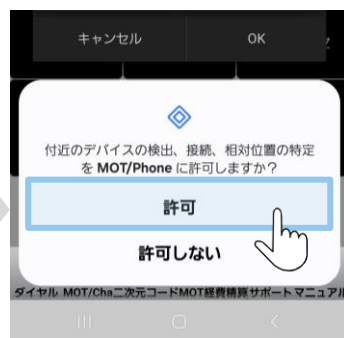 キャンセル OK
付近のデバイスの検出、接続、相対位置の特定
を MOT/Phone に許可しますか？
許可
許可しない
ダイヤル MOT/Cha二次元コードMOT経費精算サポートマニュアル